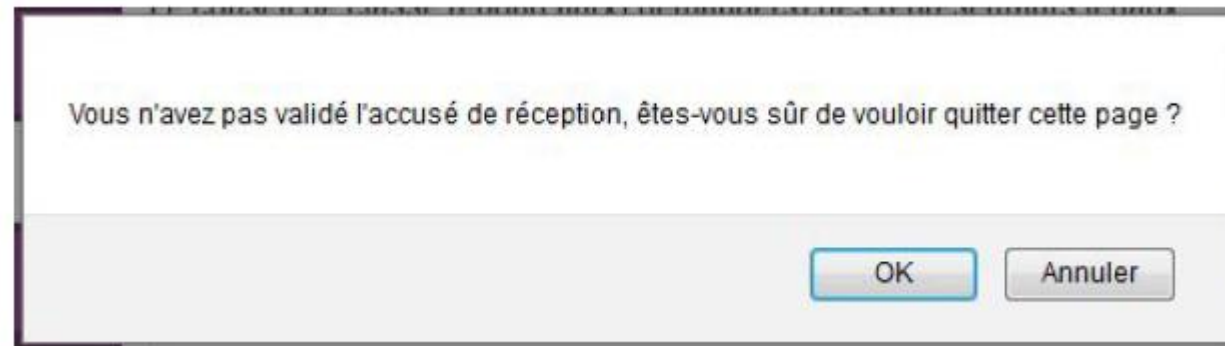 Vous n'avez pas validé l'accusé de réception, êtes-vous sûr de vouloir quitter cette page ?
OK Annuler